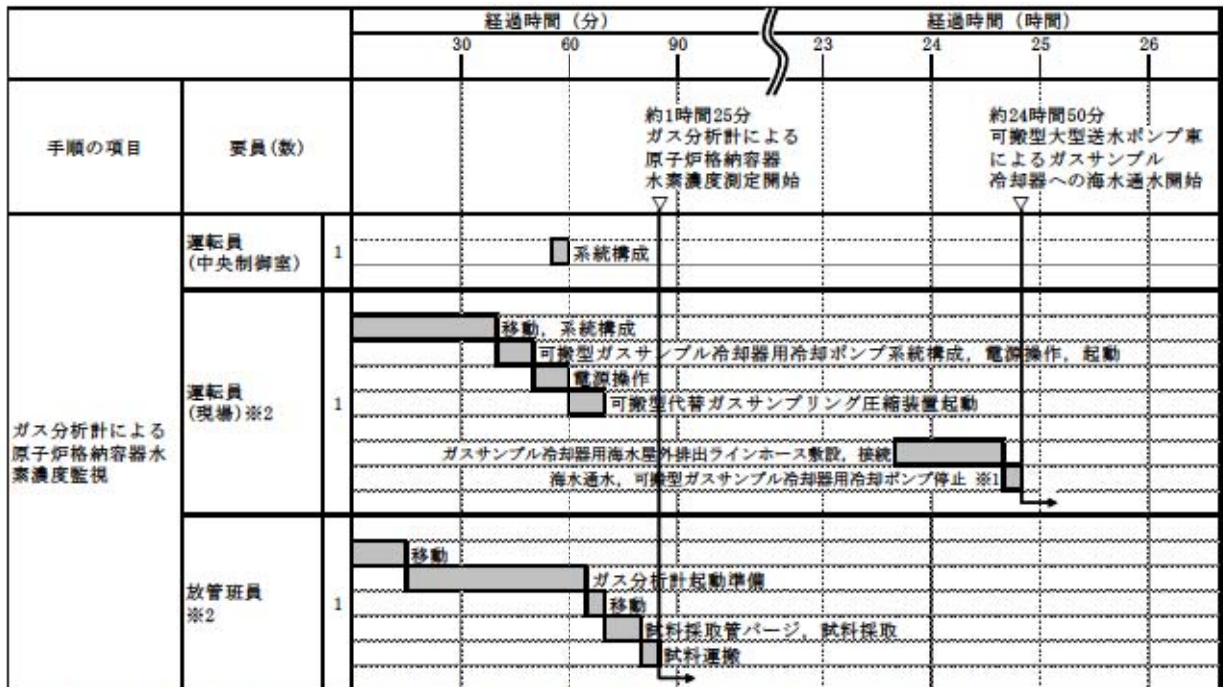 経過時間（分）
経過時間（時間）
30
60
90
23
24
25
26
手順の項目
要員(数)
約1時間25分
ガス分析計による
原子炉格納容器
水素濃度測定開始
約24時間50分
可搬型大型送水ポンプ車
によるガスサンプル
冷却器への海水通水開始
ガス分析計による
原子炉格納容器水
素濃度監視
運転員
(中央制御室)
1
系統構成
運転員
(現場)※2
1
移動，系統構成
可搬型ガスサンプル冷却器用冷却ポンプ系統構成，電源操作，起動
電源操作
可搬型代替ガスサンプリング圧縮装置起動
ガスサンプル冷却器用海水屋外排出ラインホース敷設，接続
海水通水，可搬型ガスサンプル冷却器用冷却ポンプ停止 ※1
放管班員
※2
1
移動
ガス分析計起動準備
移動
試料採取管パージ，試料採取
試料運搬